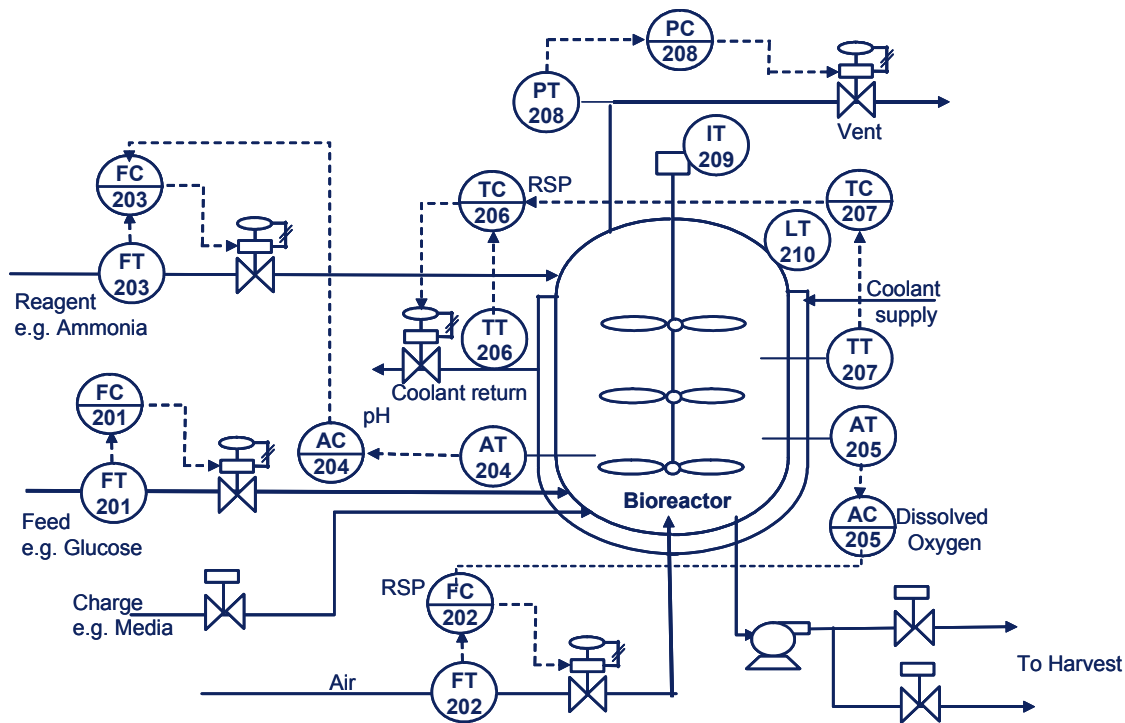 PC
208
PT
208
Vent
IT
209
FC
203
TC
206
RSP
TC
207
LT
210
FT
203
Reagent
e.g. Ammonia
Coolant
supply
TT
206
TT
207
Coolant return
FC
201
pH
AC
204
AT
204
AT
205
FT
201
Bioreactor
Feed
e.g. Glucose
AC
205
Dissolved
Oxygen
Charge
e.g. Media
RSP
FC
202
To Harvest
Air
FT
202